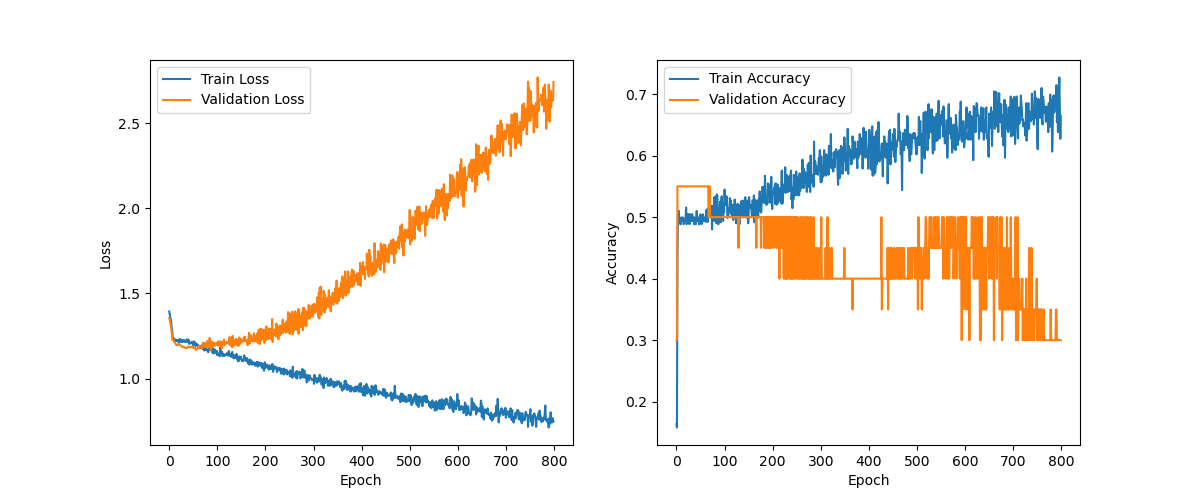 Train Loss
Validation Loss
2.5
2.0
1.5
1.0
Loss
0 100 200 300 400 500 600 700 800
Epoch
Train Accuracy
Validation Accuracy
0.7
0.6
0.5
0.4
0.3
0.2
Accuracy
0 100 200 300 400 500 600 700 800
Epoch